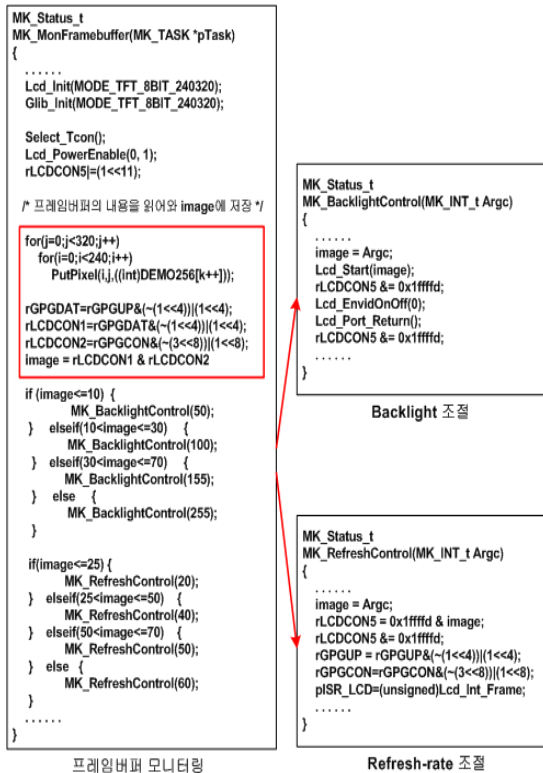 MK_Status_t
MK_MonFramebuffer(MK_TASK *pTask)
{
. . . . . .
Lcd_Init(MODE_TFT_8BIT_240320);
Glib_Init(MODE_TFT_8BIT_240320);
Select_Tcon();
Lcd_PowerEnable(0, 1);
rLCDCON5|=(1<<11);
/* 프레임버퍼의 내용을 읽어와 image에 저장 */
for(j=0;j<320;j++)
for(i=0;i<240;i++)
PutPixel(i,j,((int)DEMO256[k++]));
rGPGDAT=rGPGUP&(~(1<<4))|(1<<4);
rLCDCON1=rGPGDAT&(~(1<<4))|(1<<4);
rLCDCON2=rGPGCON&(~(3<<8))|(1<<8);
image = rLCDCON1 & rLCDCON2
if (image<=10) {
MK_BacklightControl(50);
} elseif(10<image<=30) {
MK_BacklightControl(100);
} elseif(30<image<=70) {
MK_BacklightControl(155);
} else {
MK_BacklightControl(255);
}
if(image<=25) {
MK_RefreshControl(20);
} elseif(25<image<=50) {
MK_RefreshControl(40);
} elseif(50<image<=70) {
MK_RefreshControl(50);
} else {
MK_RefreshControl(60);
}
. . . . . .
}
프레임버퍼 모니터링
MK_Status_t
MK_BacklightControl(MK_INT_t Argc)
{
. . . . . .
image = Argc;
Lcd_Start(image);
rLCDCON5 &= 0x1ffffd;
Lcd_EnvidOnOff(0);
Lcd_Port_Return();
rLCDCON5 &= 0x1ffffd;
. . . . . .
}
Backlight 조절
MK_Status_t
MK_RefreshControl(MK_INT_t Argc)
{
. . . . . .
image = Argc;
rLCDCON5 = 0x1ffffd & image;
rLCDCON5 &= 0x1ffffd;
rGPGUP = rGPGUP&(~(1<<4))|(1<<4);
rGPGCON=rGPGCON&(~(3<<8))|(1<<8);
pISR_LCD=(unsigned)Lcd_Int_Frame;
. . . . . .
}
Refresh-rate 조절